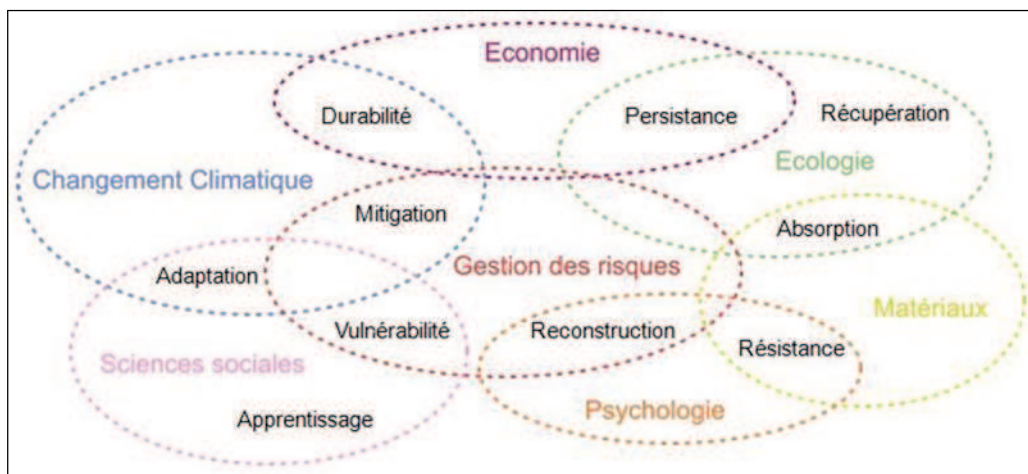 Economie
Durabilité
Persistance
Récupération
Ecologie
Changement Climatique
Mitigation
Absorption
Adaptation
Gestion des risques
Matériaux
Vulnérabilité
Reconstruction
Résistance
Sciences sociales
Psychologie
Apprentissage